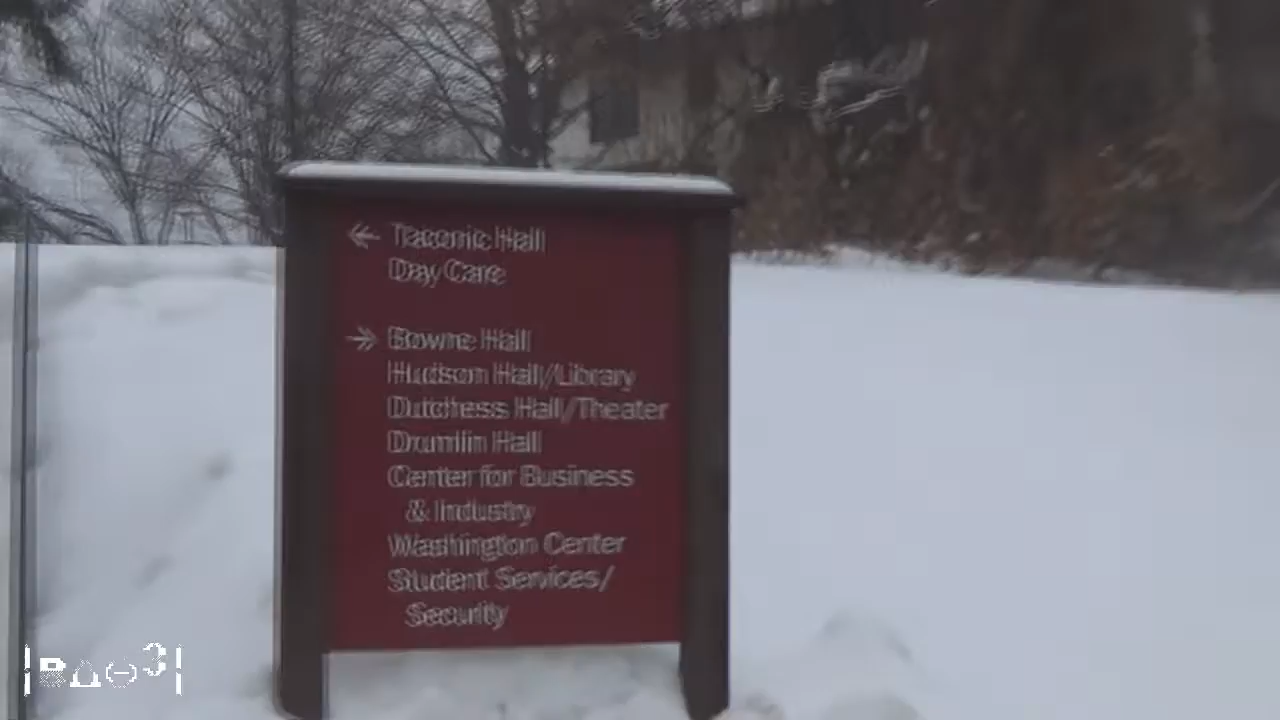 ← Taconic Hall
Day Care
→ Bowne Hall
Hudson Hall/Library
Dutchess Hall/Theater
Drumlin Hall
Center for Business
& Industry
Washington Center
Student Services/
Security